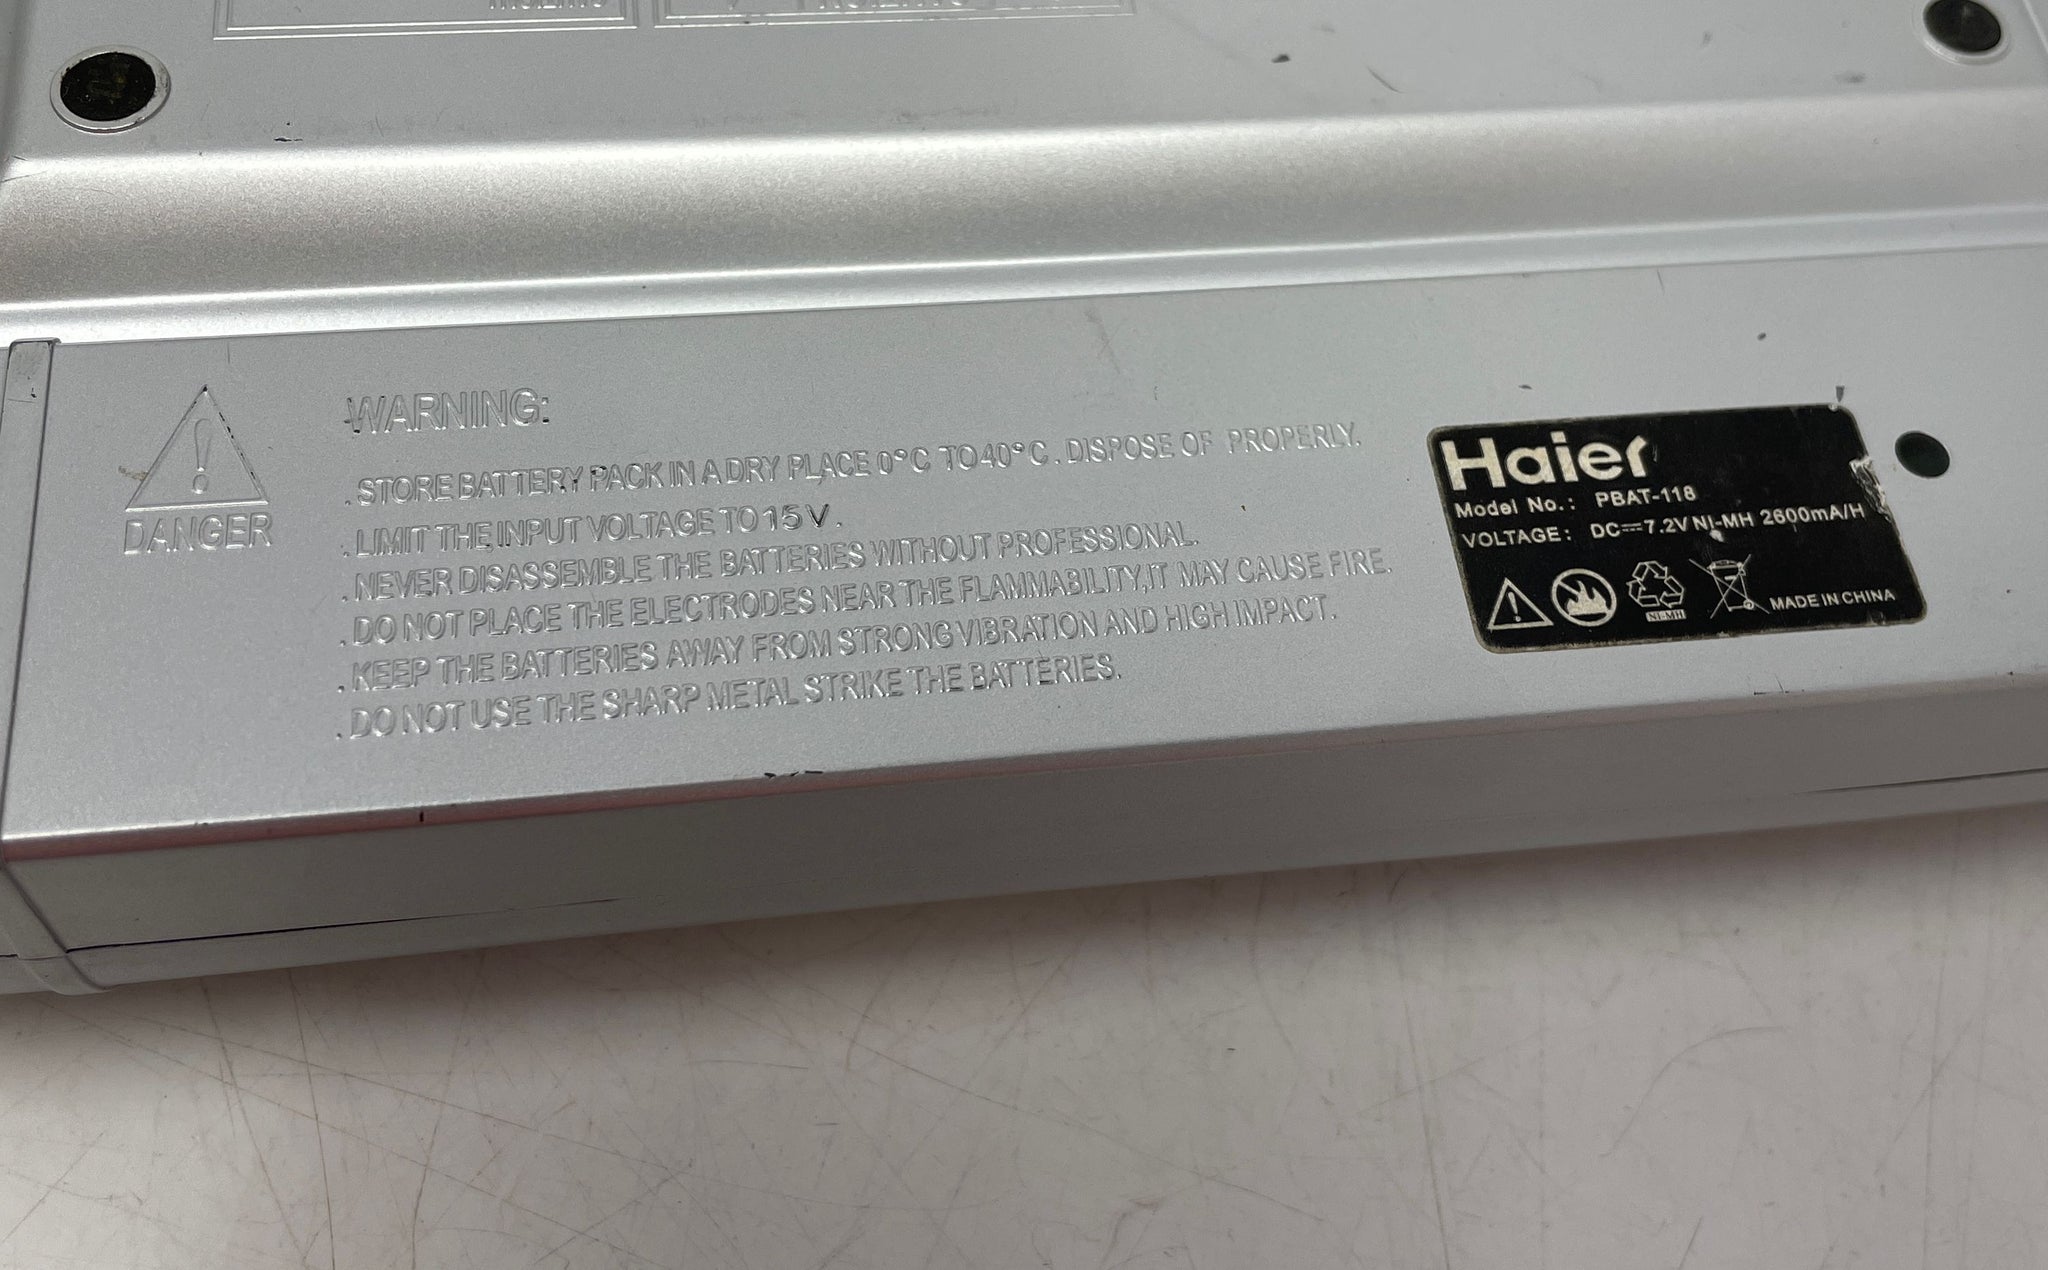 WARNING:
. STORE BATTERY PACK IN A DRY PLACE 0°C TO 40°C. DISPOSE OF PROPERLY.
. LIMIT THE INPUT VOLTAGE TO 15V.
. NEVER DISASSEMBLE THE BATTERIES WITHOUT PROFESSIONAL.
. DO NOT PLACE THE ELECTRODES NEAR THE FLAMMABILITY,IT MAY CAUSE FIRE.
. KEEP THE BATTERIES AWAY FROM STRONG VIBRATION AND HIGH IMPACT.
. DO NOT USE THE SHARP METAL STRIKE THE BATTERIES.
DANGER
Haier
Model No.: PBAT-118
VOLTAGE: DC⎓7.2V NI-MH 2600mA/H
NI-MH
MADE IN CHINA